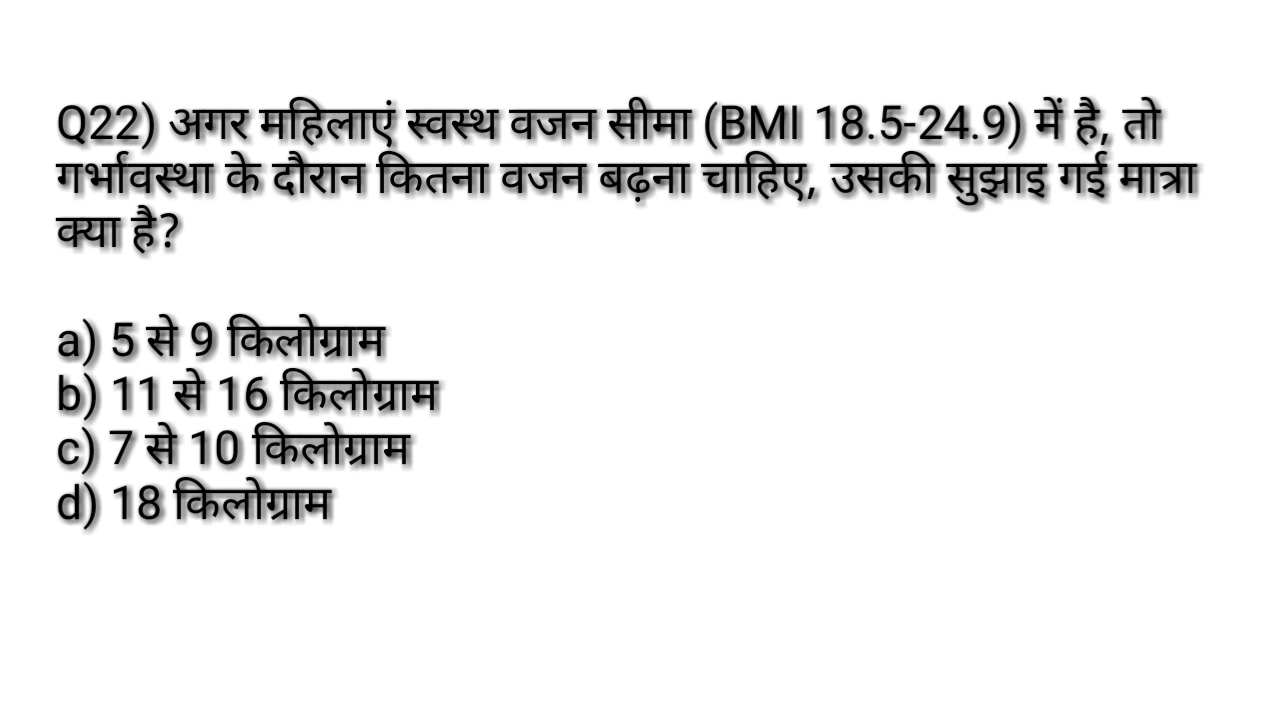 Q22) अगर महिलाएं स्वस्थ वजन सीमा (BMI 18.5-24.9) में है, तो
गर्भावस्था के दौरान कितना वजन बढ़ना चाहिए, उसकी सुझाइ गई मात्रा
क्या है?
a) 5 से 9 किलोग्राम
b) 11 से 16 किलोग्राम
c) 7 से 10 किलोग्राम
d) 18 किलोग्राम